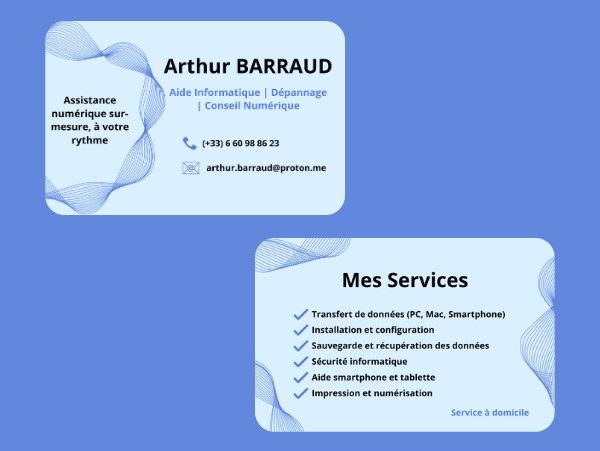 Arthur BARRAUD
Aide Informatique | Dépannage
| Conseil Numérique
Assistance
numérique sur-
mesure, à votre
rythme
(+33) 6 60 98 86 23
arthur.barraud@proton.me
Mes Services
Transfert de données (PC, Mac, Smartphone)
Installation et configuration
Sauvegarde et récupération des données
Sécurité informatique
Aide smartphone et tablette
Impression et numérisation
Service à domicile